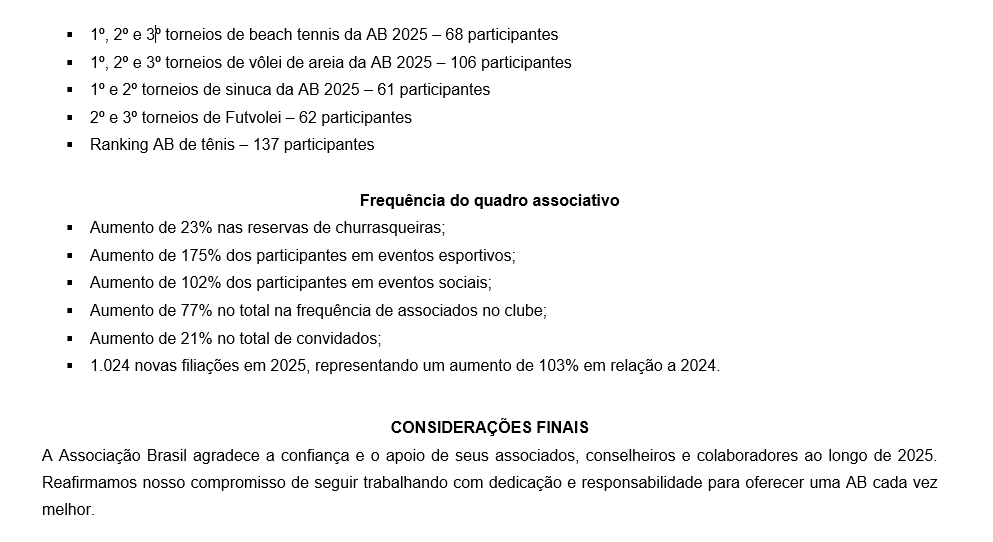 ▪ 1º, 2º e 3º torneios de beach tennis da AB 2025 – 68 participantes
▪ 1º, 2º e 3º torneios de vôlei de areia da AB 2025 – 106 participantes
▪ 1º e 2º torneios de sinuca da AB 2025 – 61 participantes
▪ 2º e 3º torneios de Futvolei – 62 participantes
▪ Ranking AB de tênis – 137 participantes
Frequência do quadro associativo
▪ Aumento de 23% nas reservas de churrasqueiras;
▪ Aumento de 175% dos participantes em eventos esportivos;
▪ Aumento de 102% dos participantes em eventos sociais;
▪ Aumento de 77% no total na frequência de associados no clube;
▪ Aumento de 21% no total de convidados;
▪ 1.024 novas filiações em 2025, representando um aumento de 103% em relação a 2024.
CONSIDERAÇÕES FINAIS
A Associação Brasil agradece a confiança e o apoio de seus associados, conselheiros e colaboradores ao longo de 2025.
Reafirmamos nosso compromisso de seguir trabalhando com dedicação e responsabilidade para oferecer uma AB cada vez
melhor.